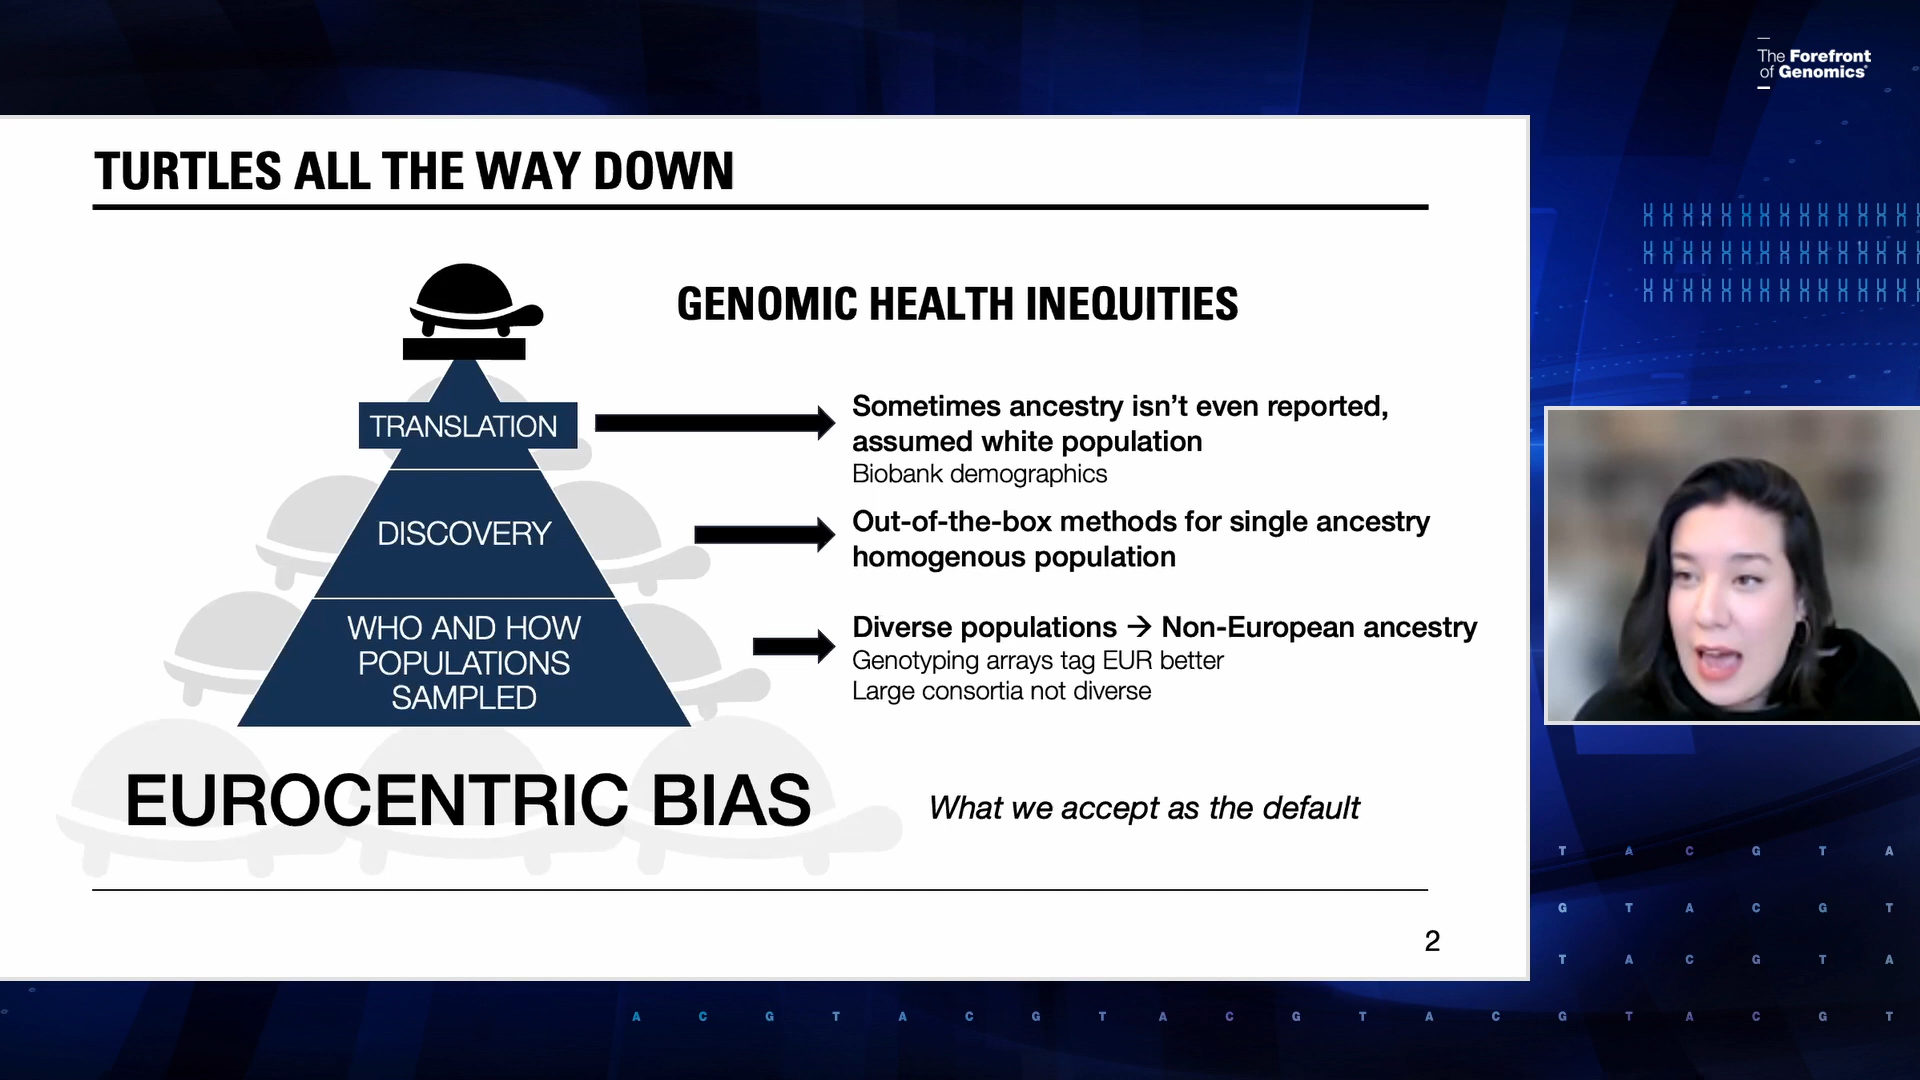 The Forefront
of Genomics®
TURTLES ALL THE WAY DOWN
GENOMIC HEALTH INEQUITIES
TRANSLATION
Sometimes ancestry isn't even reported,
assumed white population
Biobank demographics
DISCOVERY
Out-of-the-box methods for single ancestry
homogenous population
WHO AND HOW
POPULATIONS
SAMPLED
Diverse populations → Non-European ancestry
Genotyping arrays tag EUR better
Large consortia not diverse
EUROCENTRIC BIAS
What we accept as the default
2
T A C G T A
G T A C G T
T A C G T A
A C G T A C G T A C G T A C G T A C G T